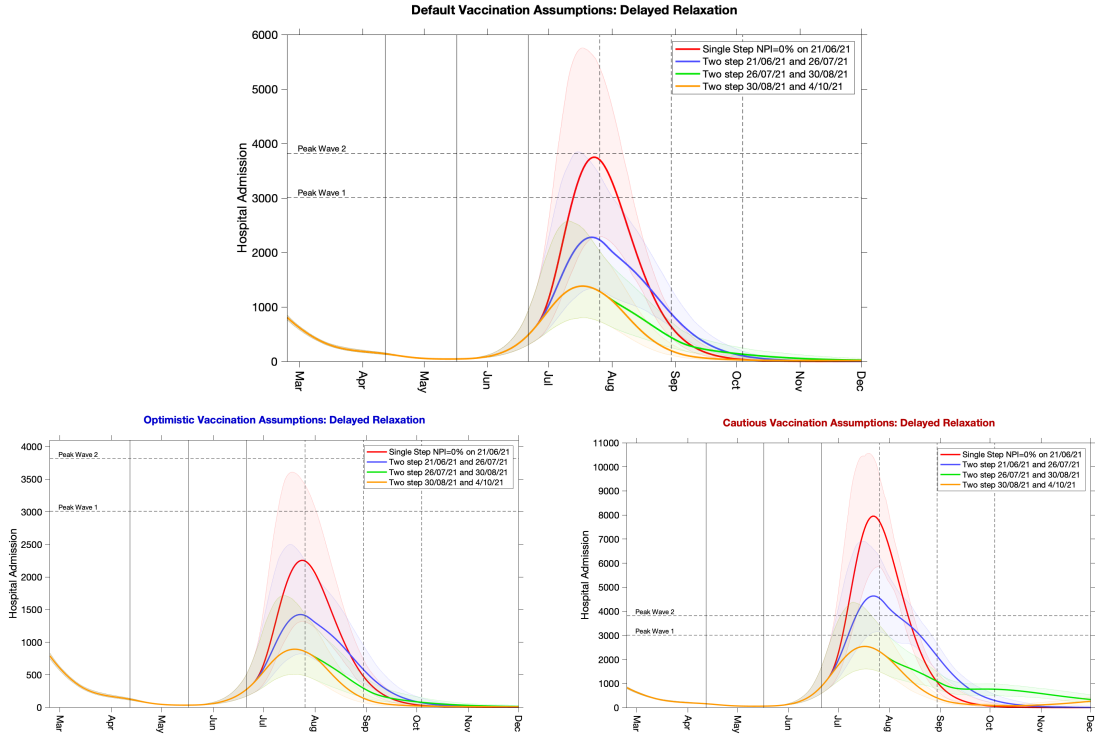 Default Vaccination Assumptions: Delayed Relaxation
6000
5000
4000
3000
2000
1000
0
Hospital Admission
Peak Wave 2
Peak Wave 1
Single Step NPI=0% on 21/06/21
Two step 21/06/21 and 26/07/21
Two step 26/07/21 and 30/08/21
Two step 30/08/21 and 4/10/21
Mar
Apr
May
Jun
Jul
Aug
Sep
Oct
Nov
Dec
Optimistic Vaccination Assumptions: Delayed Relaxation
4000
3500
3000
2500
2000
1500
1000
500
0
Hospital Admission
Peak Wave 2
Peak Wave 1
Single Step NPI=0% on 21/06/21
Two step 21/06/21 and 26/07/21
Two step 26/07/21 and 30/08/21
Two step 30/08/21 and 4/10/21
Mar
Apr
May
Jun
Jul
Aug
Sep
Oct
Nov
Dec
Cautious Vaccination Assumptions: Delayed Relaxation
11000
10000
9000
8000
7000
6000
5000
4000
3000
2000
1000
0
Hospital Admission
Peak Wave 2
Peak Wave 1
Single Step NPI=0% on 21/06/21
Two step 21/06/21 and 26/07/21
Two step 26/07/21 and 30/08/21
Two step 30/08/21 and 4/10/21
Mar
Apr
May
Jun
Jul
Aug
Sep
Oct
Nov
Dec